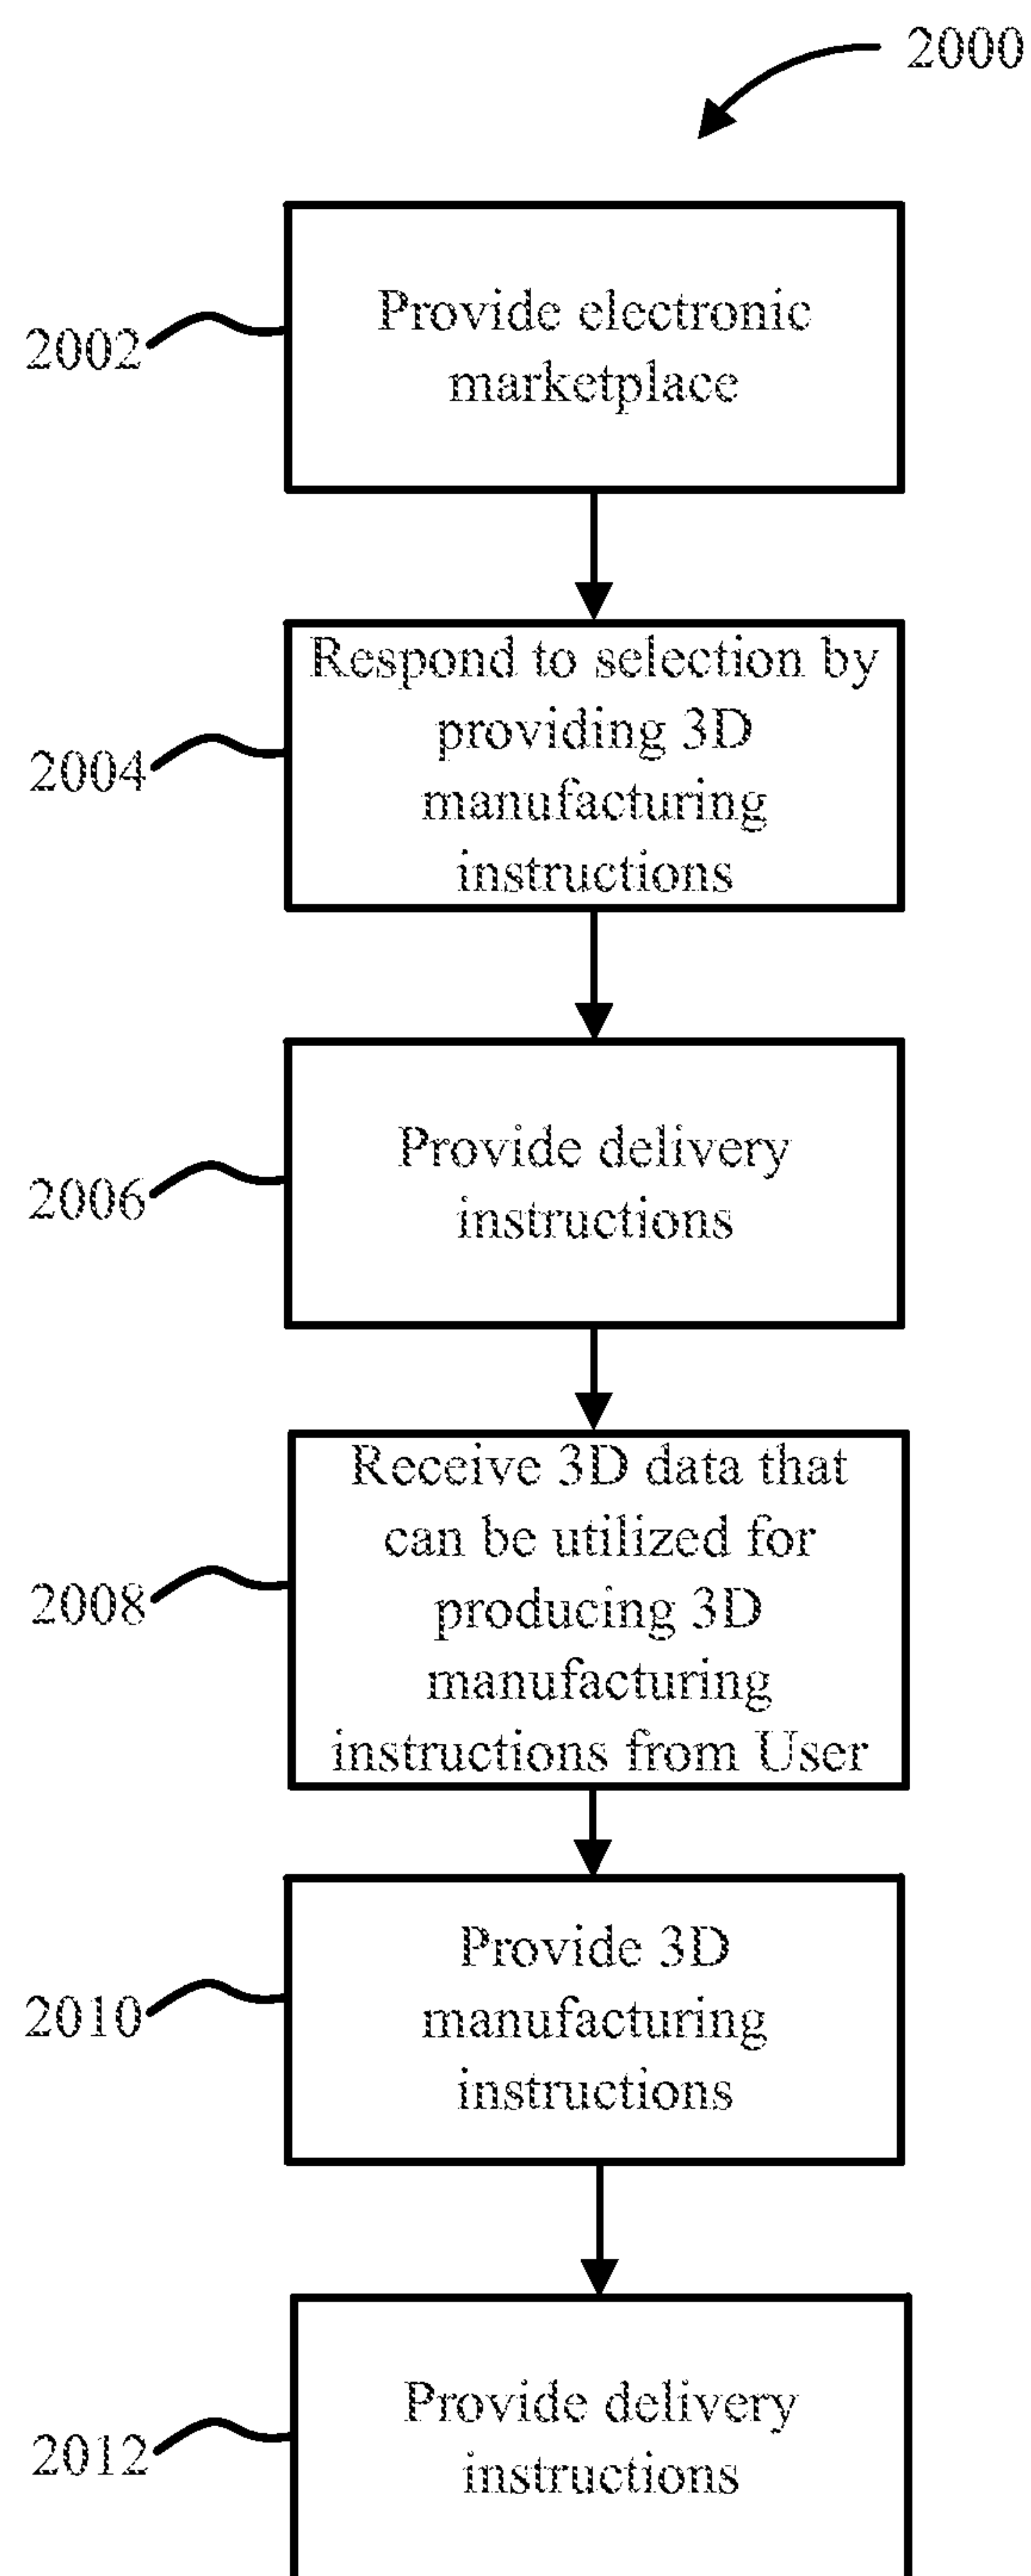 2000
Provide electronic
marketplace
2002
Respond to selection by
providing 3D
manufacturing
instructions
2004
Provide delivery
instructions
2006
Receive 3D data that
can be utilized for
producing 3D
manufacturing
instructions from User
2008
Provide 3D
manufacturing
instructions
2010
Provide delivery
instructions
2012